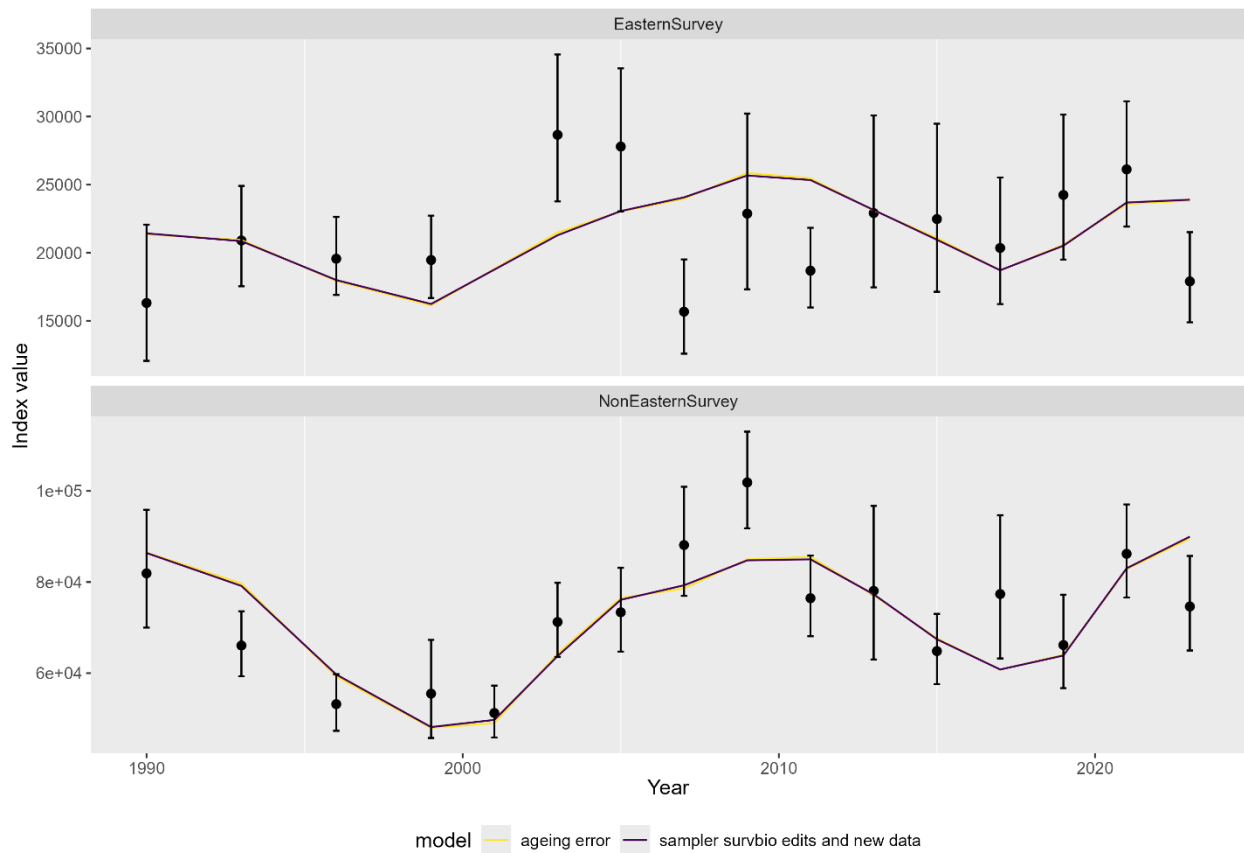 EasternSurvey
35000
30000
25000
20000
15000
Index value
NonEasternSurvey
1e+05
8e+04
6e+04
1990
2000
2010
2020
Year
model ageing error sampler survbio edits and new data